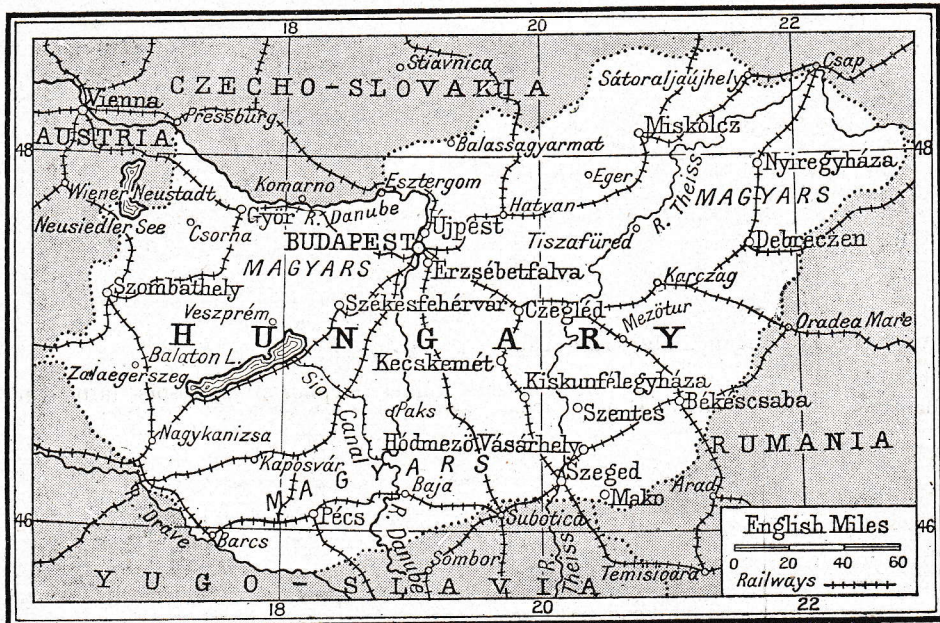 18
20
22
Stiavnica
Csap
CZECHO-SLOVAKIA
Sátoraljaújhely
Vienna
Pressburg
Miskolcz
AUSTRIA
48
48
Balassagyarmat
Nyiregyháza
Wiener Neustadt
Komarno
Esztergom
Eger
R. Theiss
MAGYARS
Neusiedler See
Csorna
Györ
R. Danube
Hatvan
Újpest
Tiszafüred
BUDAPEST
Debreczen
MAGYARS
Erzsébetfalva
Karczag
Szombathely
Székesfehérvár
Czegléd
Mezötur
Veszprém
HUNGARY
Oradea Mare
Balaton L.
Zalaegerszeg
Kecskemét
Sio Canal
Kiskunfélegyháza
Békéscsaba
Paks
Szentes
Nagykanizsa
Hódmezö Vásárhely
RUMANIA
Kaposvár
MAGYARS
Szeged
Baja
Mako
Arad
46
46
Pécs
Subotica
English Miles
Drave
Barcs
R. Danube
Sombor
R. Theiss
0 20 40 60
Temisioara
Railways
YUGO-SLAVIA
18
20
22